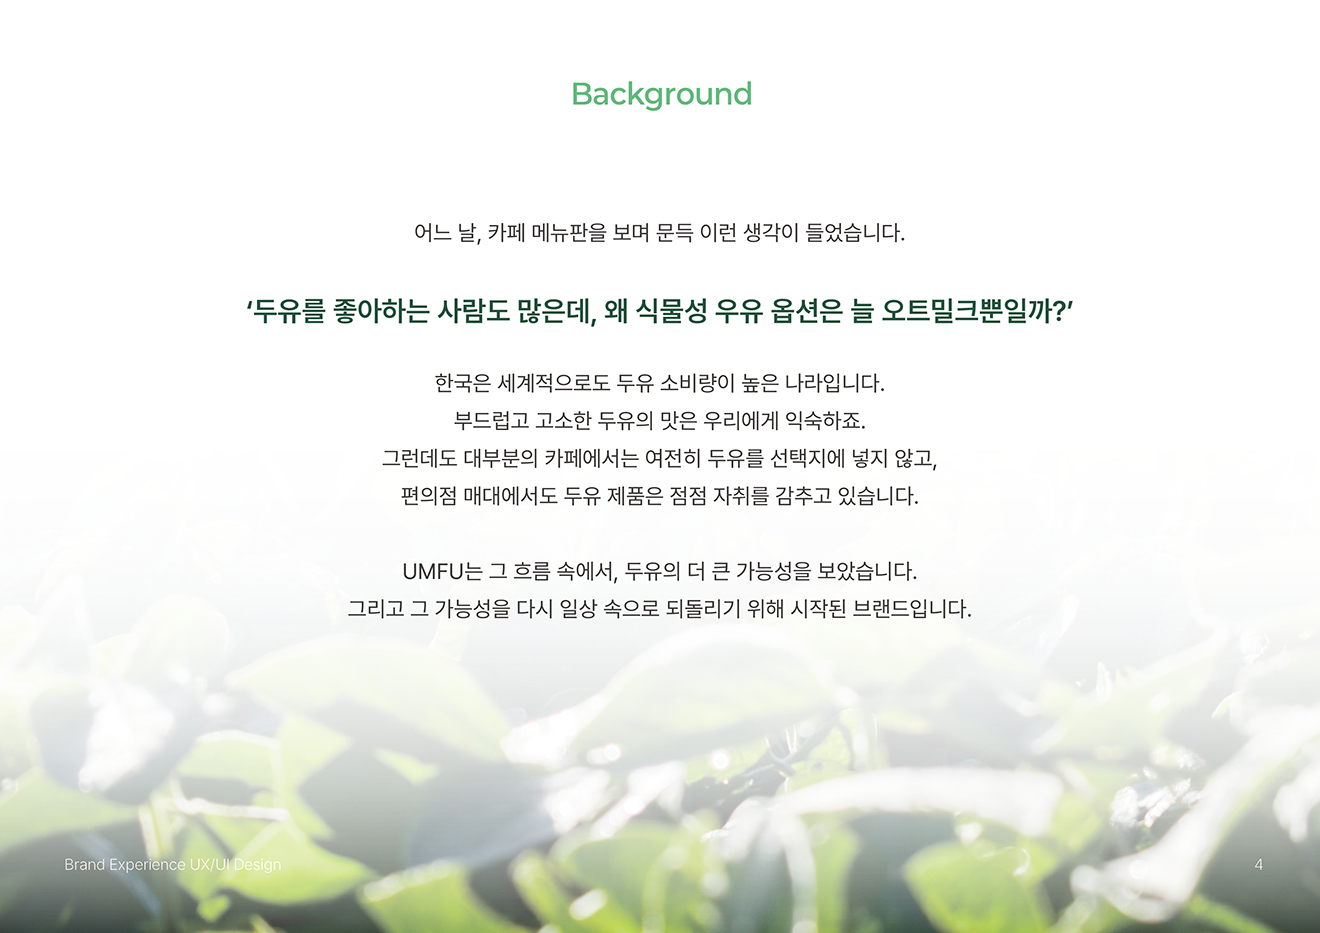 Background
어느 날, 카페 메뉴판을 보며 문득 이런 생각이 들었습니다.
‘두유를 좋아하는 사람도 많은데, 왜 식물성 우유 옵션은 늘 오트밀크뿐일까?’
한국은 세계적으로도 두유 소비량이 높은 나라입니다.
부드럽고 고소한 두유의 맛은 우리에게 익숙하죠.
그런데도 대부분의 카페에서는 여전히 두유를 선택지에 넣지 않고,
편의점 매대에서도 두유 제품은 점점 자취를 감추고 있습니다.
UMFU는 그 흐름 속에서, 두유의 더 큰 가능성을 보았습니다.
그리고 그 가능성을 다시 일상 속으로 되돌리기 위해 시작된 브랜드입니다.
Brand Experience UX/UI Design
4